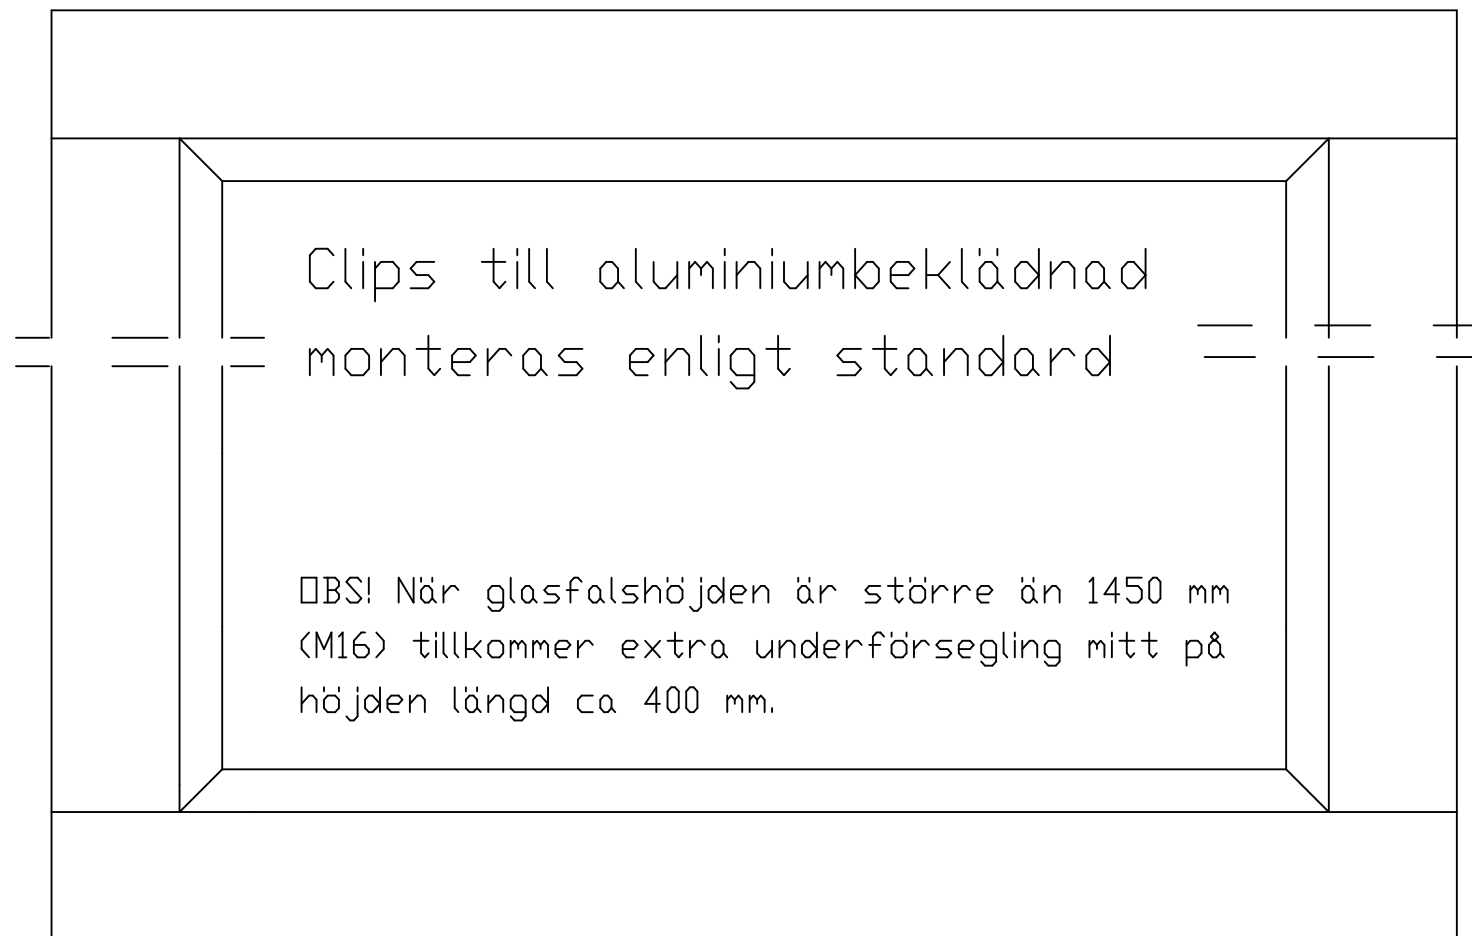 Clips till aluminiumbeklädnad
monteras enligt standard
OBS! När glasfalshöjden är större än 1450 mm
(M16) tillkommer extra underförsegling mitt på
höjden längd ca 400 mm.